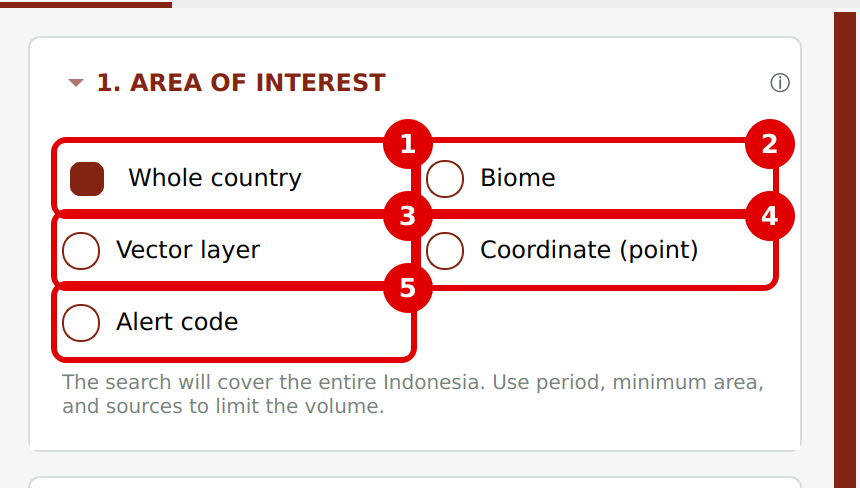 1. AREA OF INTEREST ⓘ
1 2
Whole country Biome
3 4
Vector layer Coordinate (point)
5
Alert code
The search will cover the entire Indonesia. Use period, minimum area,
and sources to limit the volume.